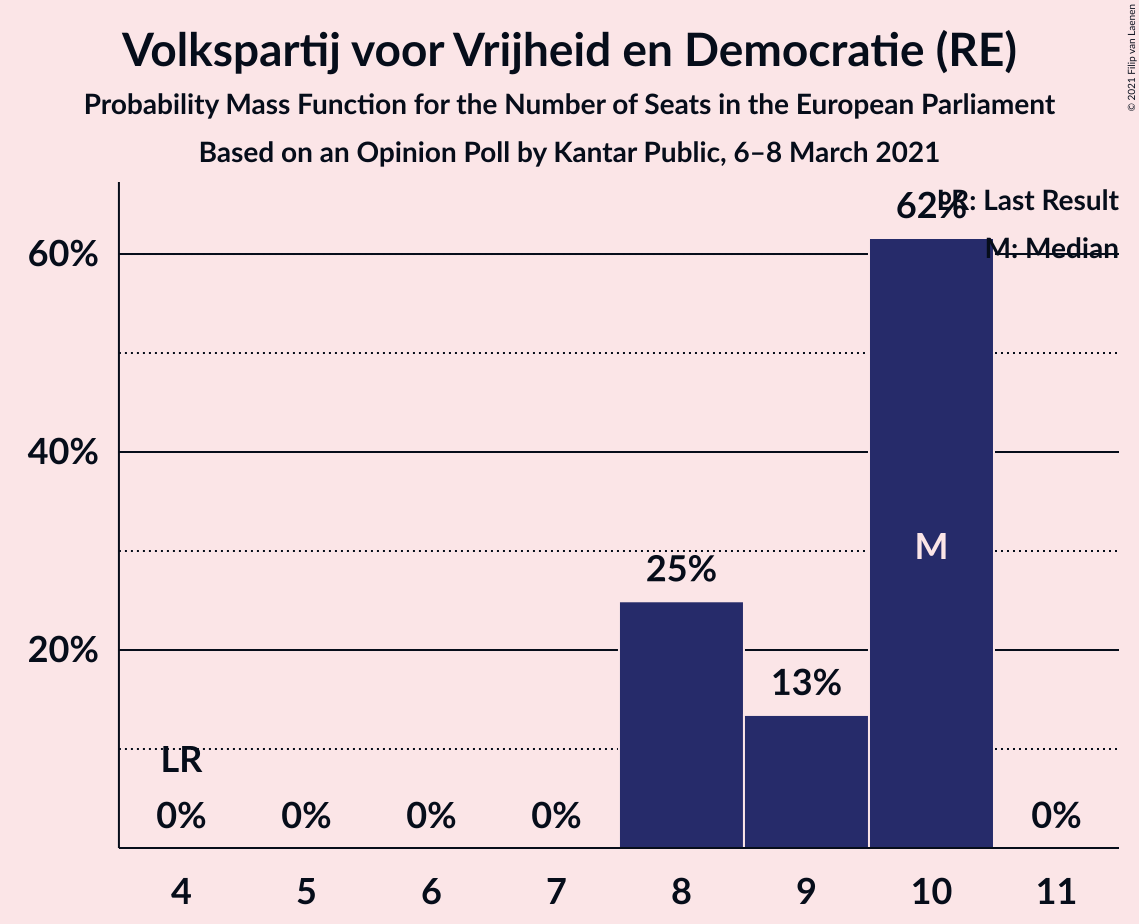 Volkspartij voor Vrijheid en Democratie (RE)
Probability Mass Function for the Number of Seats in the European Parliament
Based on an Opinion Poll by Kantar Public, 6–8 March 2021
© 2021 Filip van Laenen
LR: Last Result
M: Median
60%
40%
20%
62%
25%
13%
M
LR
0%
0%
0%
0%
0%
4
5
6
7
8
9
10
11